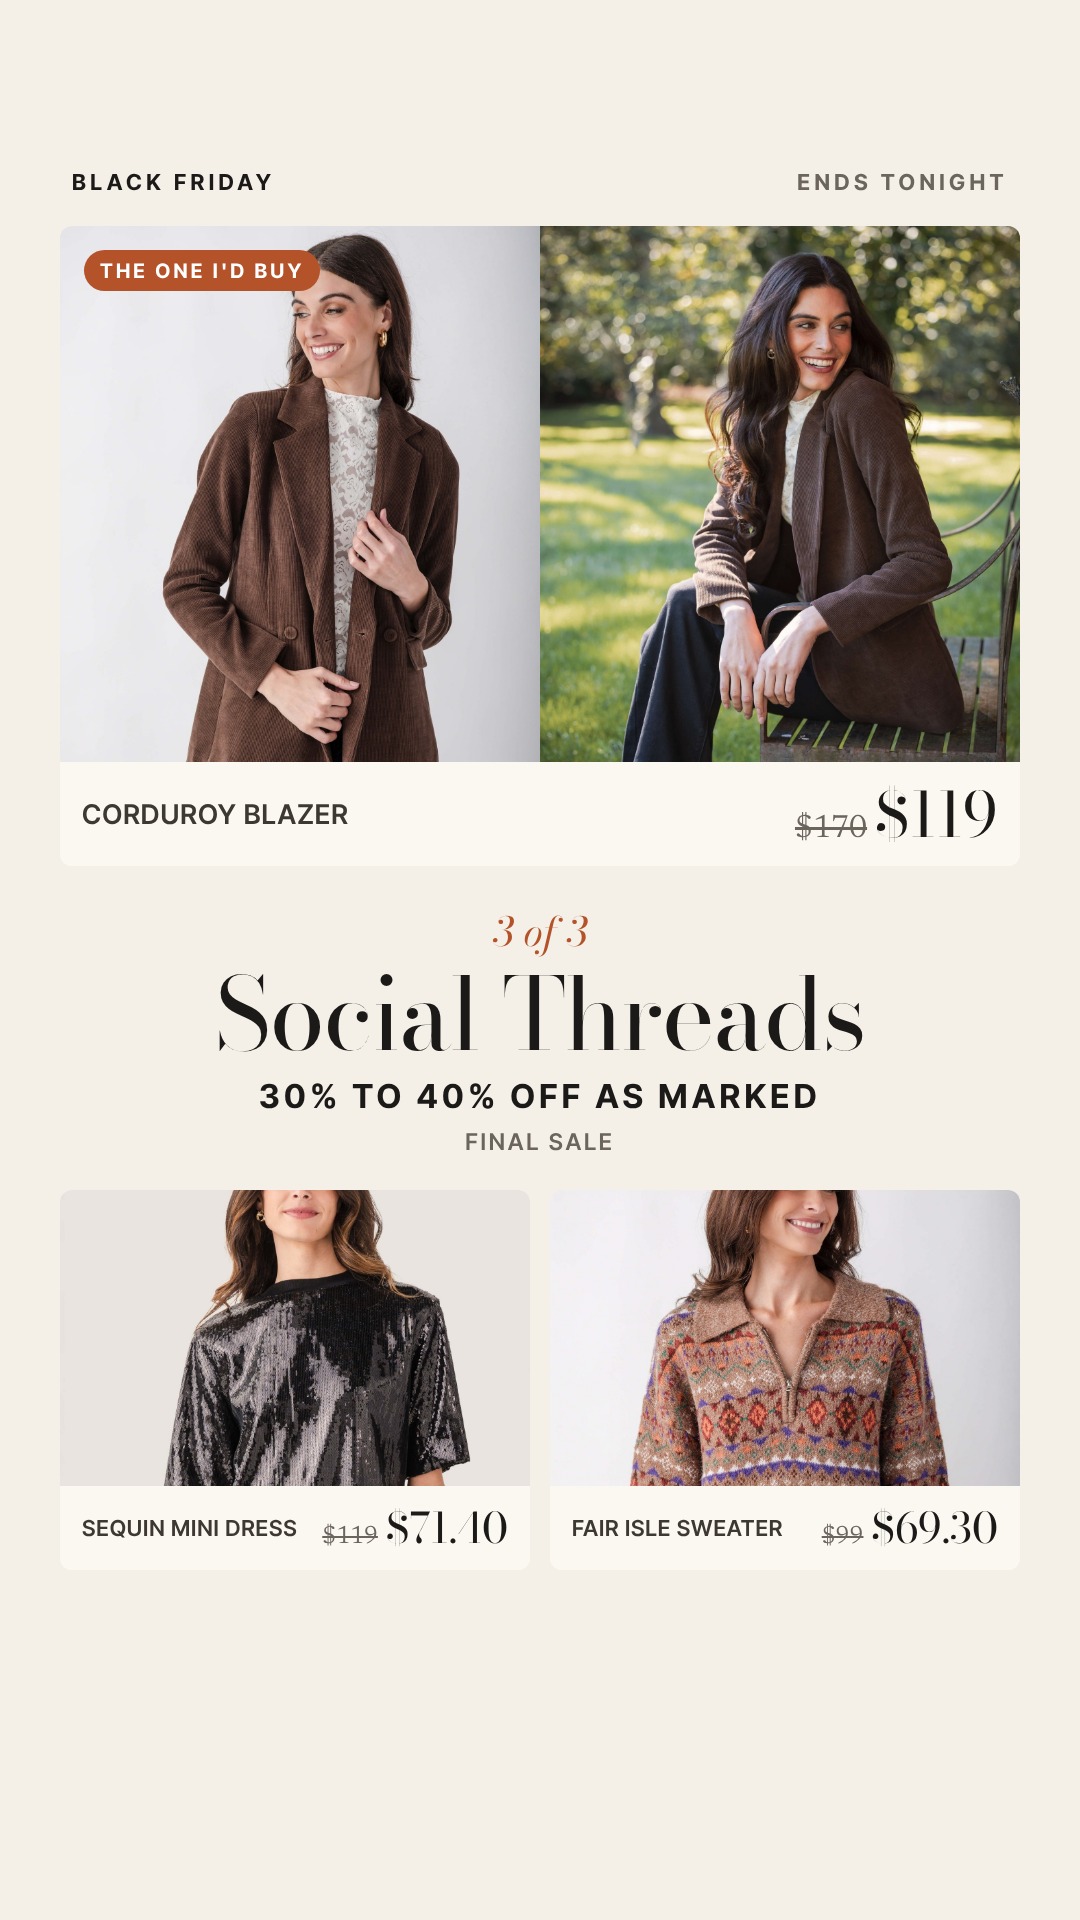 BLACK FRIDAY
ENDS TONIGHT
THE ONE I'D BUY
CORDUROY BLAZER
$170 $119
3 of 3
Social Threads
30% TO 40% OFF AS MARKED
FINAL SALE
SEQUIN MINI DRESS
$119 $71.40
FAIR ISLE SWEATER
$99 $69.30